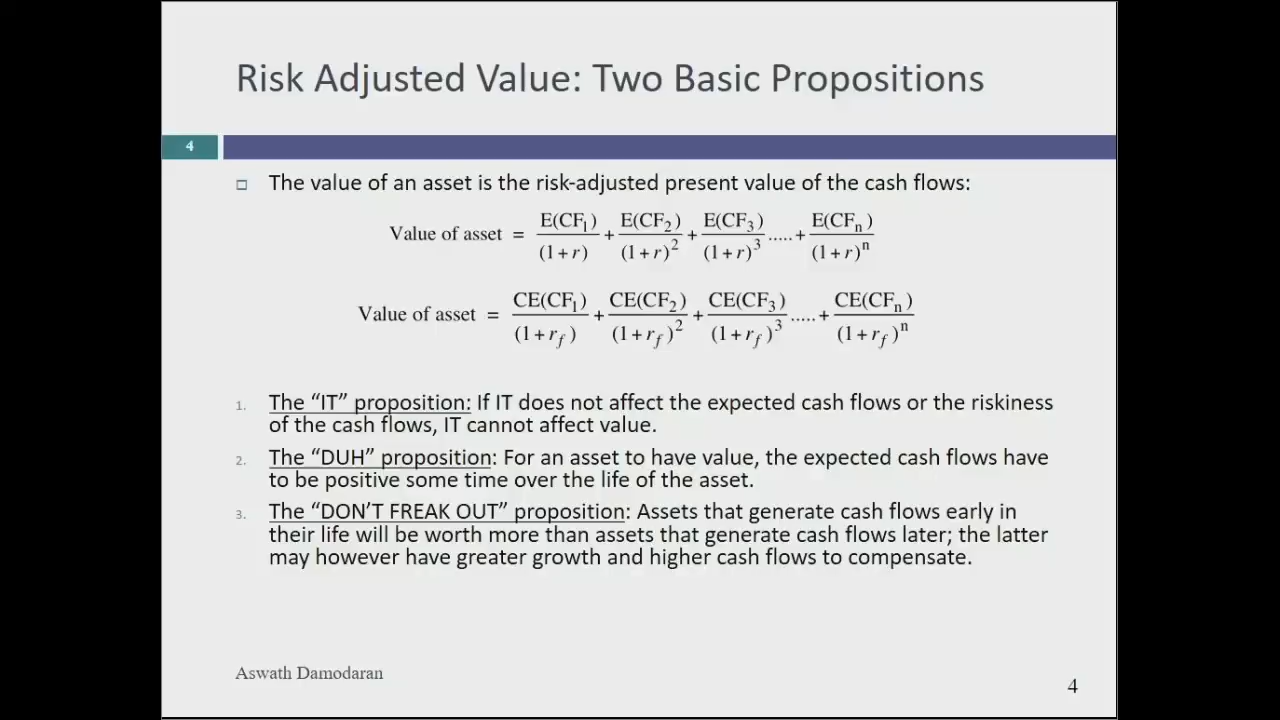 Risk Adjusted Value: Two Basic Propositions
4
□ The value of an asset is the risk-adjusted present value of the cash flows:
Value of asset = E(CF₁)/(1+r) + E(CF₂)/(1+r)² + E(CF₃)/(1+r)³ ..... + E(CFₙ)/(1+r)ⁿ
Value of asset = CE(CF₁)/(1+r_f) + CE(CF₂)/(1+r_f)² + CE(CF₃)/(1+r_f)³ ..... + CE(CFₙ)/(1+r_f)ⁿ
1. The “IT” proposition: If IT does not affect the expected cash flows or the riskiness
of the cash flows, IT cannot affect value.
2. The “DUH” proposition: For an asset to have value, the expected cash flows have
to be positive some time over the life of the asset.
3. The “DON’T FREAK OUT” proposition: Assets that generate cash flows early in
their life will be worth more than assets that generate cash flows later; the latter
may however have greater growth and higher cash flows to compensate.
Aswath Damodaran
4